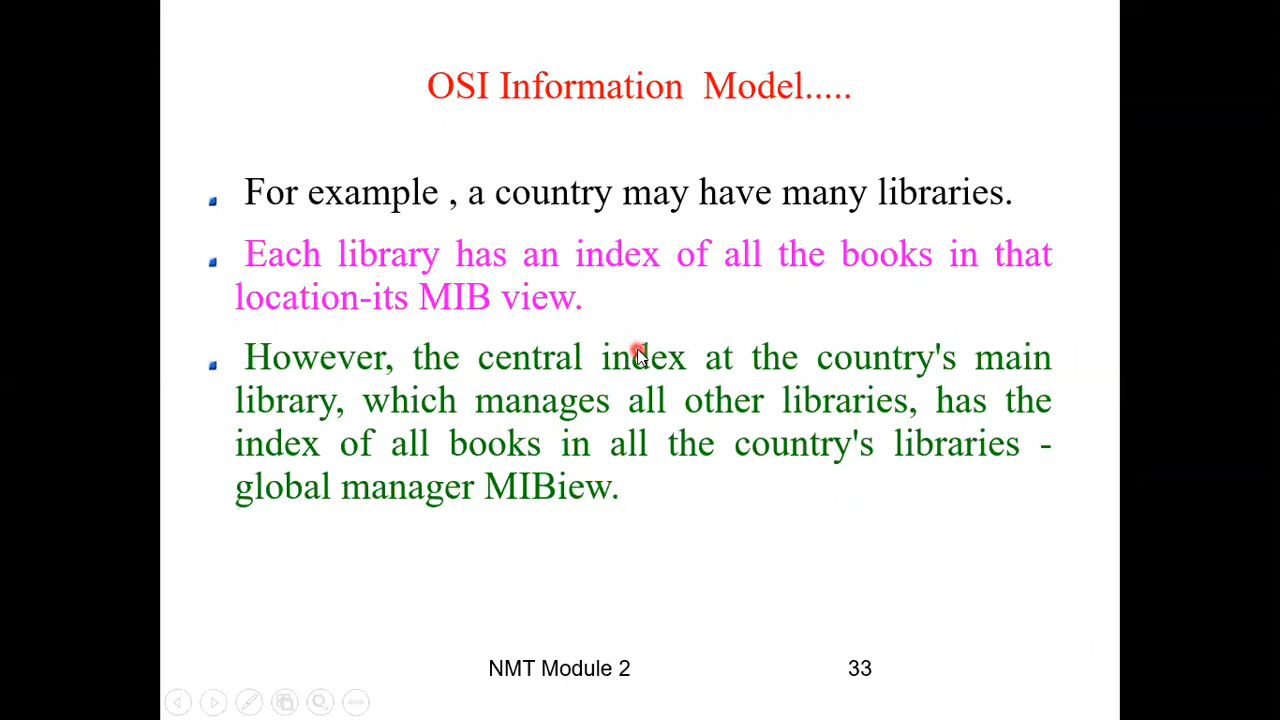 OSI Information Model.....
For example , a country may have many libraries.
Each library has an index of all the books in that
location-its MIB view.
However, the central index at the country's main
library, which manages all other libraries, has the
index of all books in all the country's libraries -
global manager MIBiew.
NMT Module 2
33